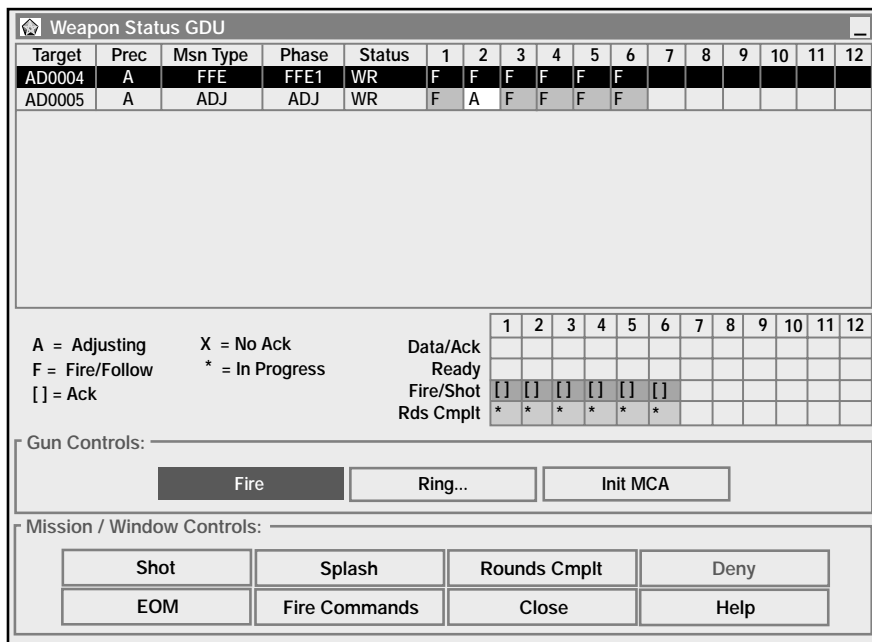 Weapon Status GDU
Target Prec Msn Type Phase Status 1 2 3 4 5 6 7 8 9 10 11 12
AD0004 A FFE FFE1 WR F F F F F F
AD0005 A ADJ ADJ WR F A F F F F
1 2 3 4 5 6 7 8 9 10 11 12
A = Adjusting X = No Ack Data/Ack
F = Fire/Follow * = In Progress Ready
[ ] = Ack Fire/Shot [ ] [ ] [ ] [ ] [ ] [ ]
Rds Cmplt * * * * * *
Gun Controls:
Fire Ring... Init MCA
Mission / Window Controls:
Shot Splash Rounds Cmplt Deny
EOM Fire Commands Close Help